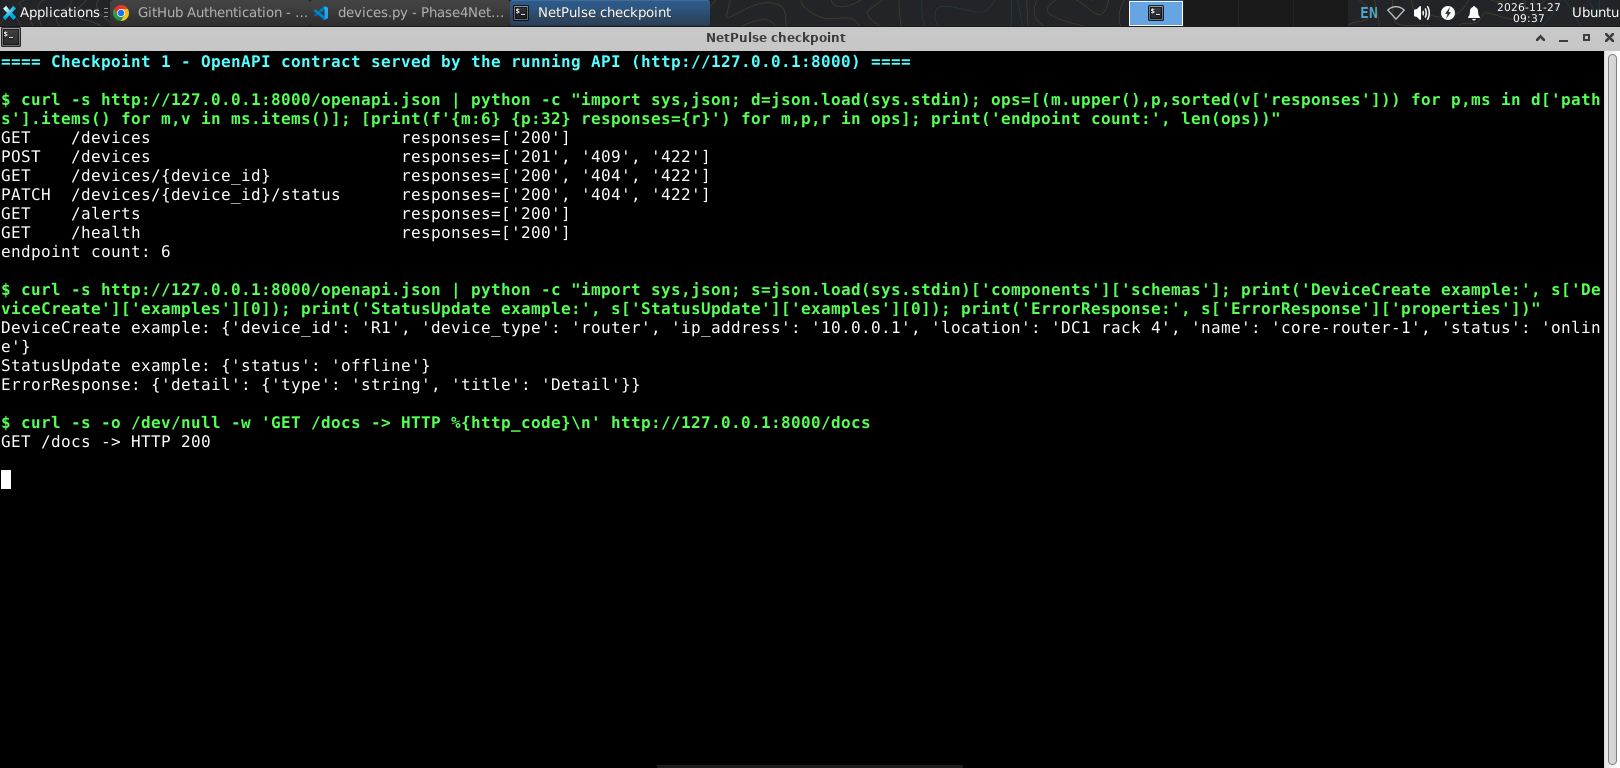 Applications
GitHub Authentication - ...
devices.py - Phase4Net...
NetPulse checkpoint
EN
2026-11-27
09:37
Ubuntu
NetPulse checkpoint
==== Checkpoint 1 - OpenAPI contract served by the running API (http://127.0.0.1:8000) ====
$ curl -s http://127.0.0.1:8000/openapi.json | python -c "import sys,json; d=json.load(sys.stdin); ops=[(m.upper(),p,sorted(v['responses'])) for p,ms in d['path
s'].items() for m,v in ms.items()]; [print(f'{m:6} {p:32} responses={r}') for m,p,r in ops]; print('endpoint count:', len(ops))"
GET    /devices                         responses=['200']
POST   /devices                         responses=['201', '409', '422']
GET    /devices/{device_id}             responses=['200', '404', '422']
PATCH  /devices/{device_id}/status      responses=['200', '404', '422']
GET    /alerts                          responses=['200']
GET    /health                          responses=['200']
endpoint count: 6
$ curl -s http://127.0.0.1:8000/openapi.json | python -c "import sys,json; s=json.load(sys.stdin)['components']['schemas']; print('DeviceCreate example:', s['De
viceCreate']['examples'][0]); print('StatusUpdate example:', s['StatusUpdate']['examples'][0]); print('ErrorResponse:', s['ErrorResponse']['properties'])"
DeviceCreate example: {'device_id': 'R1', 'device_type': 'router', 'ip_address': '10.0.0.1', 'location': 'DC1 rack 4', 'name': 'core-router-1', 'status': 'onlin
e'}
StatusUpdate example: {'status': 'offline'}
ErrorResponse: {'detail': {'type': 'string', 'title': 'Detail'}}
$ curl -s -o /dev/null -w 'GET /docs -> HTTP %{http_code}\n' http://127.0.0.1:8000/docs
GET /docs -> HTTP 200